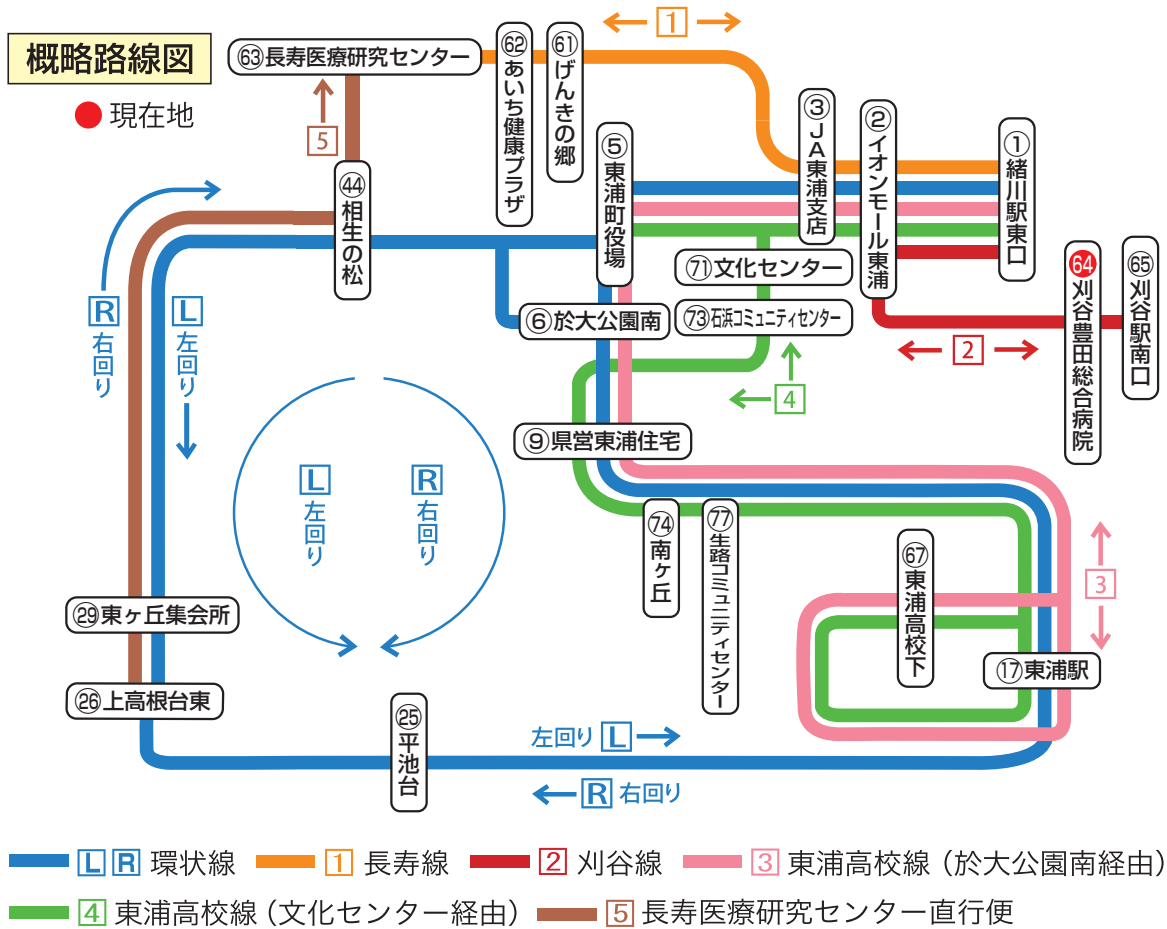 概略路線図
現在地
1
㊿長寿医療研究センター
62あいち健康プラザ
61げんきの郷
③JA東浦支店
②イオンモール東浦
①緒川駅東口
⑤東浦町役場
5
㊹相生の松
71文化センター
73石浜コミュニティセンター
64刈谷豊田総合病院
65刈谷駅南口
⑥於大公園南
2
4
R
右回り
L
左回り
⑨県営東浦住宅
L
左回り
R
右回り
74南ヶ丘
77生路コミュニティセンター
67東浦高校下
3
㉙東ヶ丘集会所
⑰東浦駅
㉖上高根台東
㉕平池台
左回り L
R 右回り
L R 環状線
1 長寿線
2 刈谷線
3 東浦高校線（於大公園南経由）
4 東浦高校線（文化センター経由）
5 長寿医療研究センター直行便